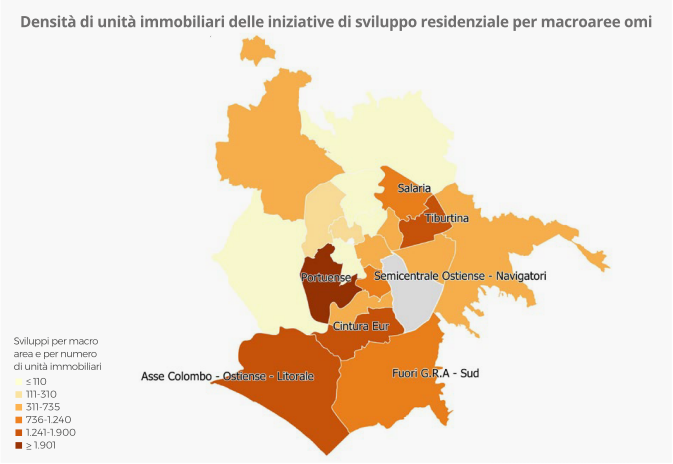 Densità di unità immobiliari delle iniziative di sviluppo residenziale per macroaree omi
Salaria
Tiburtina
Portuense
Semicentrale Ostiense - Navigatori
Cintura Eur
Asse Colombo - Ostiense - Litorale
Fuori G.R.A - Sud
Sviluppi per macro
area e per numero
di unità immobiliari
≤ 110
111-310
311-735
736-1.240
1.241-1.900
≥ 1.901